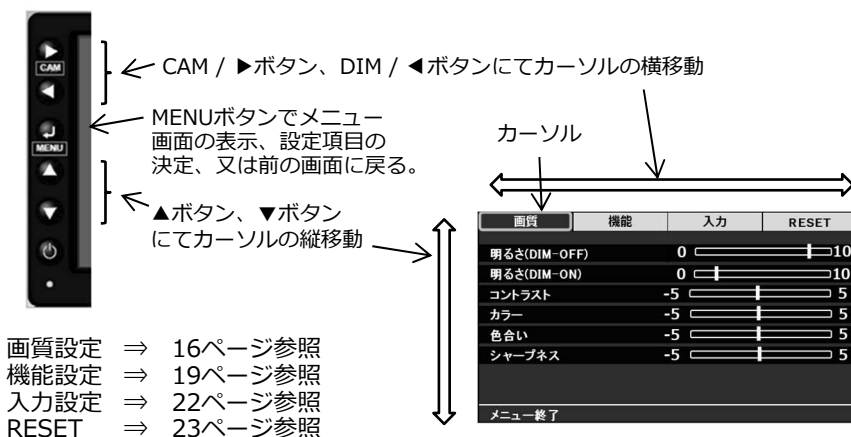 CAM
MENU
CAM / ▶ボタン、DIM / ◀ボタンにてカーソルの横移動
MENUボタンでメニュー
画面の表示、設定項目の
決定、又は前の画面に戻る。
▲ボタン、▼ボタン
にてカーソルの縦移動
カーソル
画質 機能 入力 RESET
明るさ(DIM-OFF) 0 10
明るさ(DIM-ON) 0 10
コントラスト -5 5
カラー -5 5
色合い -5 5
シャープネス -5 5
メニュー終了
画質設定 ⇒ 16ページ参照
機能設定 ⇒ 19ページ参照
入力設定 ⇒ 22ページ参照
RESET ⇒ 23ページ参照